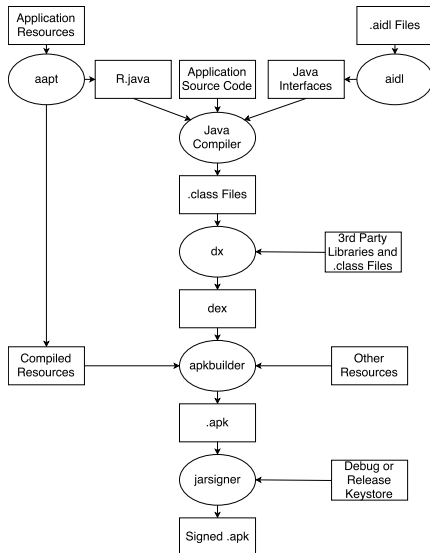 Application
Resources
.aidl Files
aapt
R.java
Application
Source Code
Java
Interfaces
aidl
Java
Compiler
.class Files
dx
3rd Party
Libraries and
.class Files
dex
Compiled
Resources
apkbuilder
Other
Resources
.apk
jarsigner
Debug or
Release
Keystore
Signed .apk